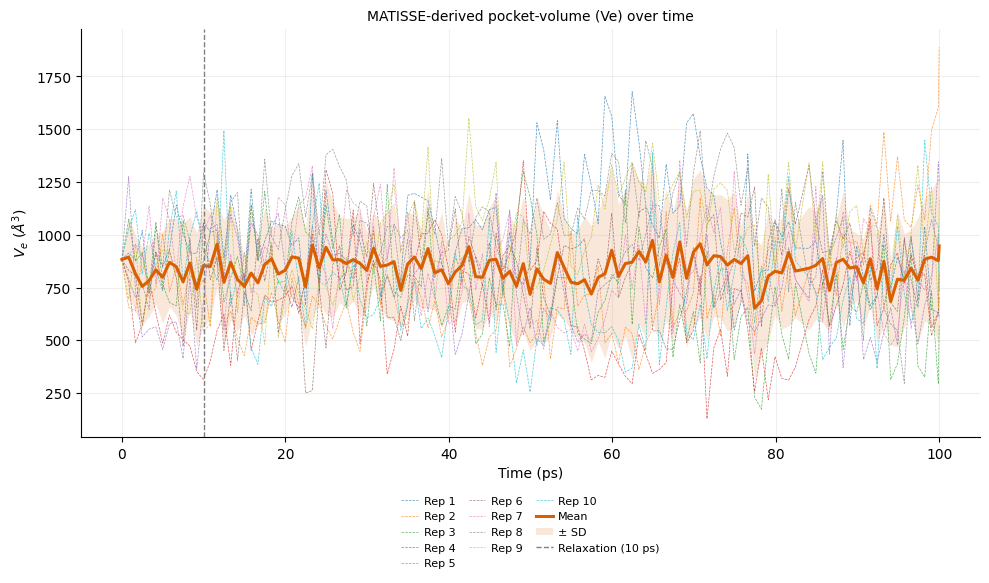 MATISSE-derived pocket-volume (Ve) over time
1750
1500
1250
1000
750
500
250
V_e (Å^3)
0 20 40 60 80 100
Time (ps)
Rep 1 Rep 6 Rep 10
Rep 2 Rep 7 Mean
Rep 3 Rep 8 ± SD
Rep 4 Rep 9 Relaxation (10 ps)
Rep 5